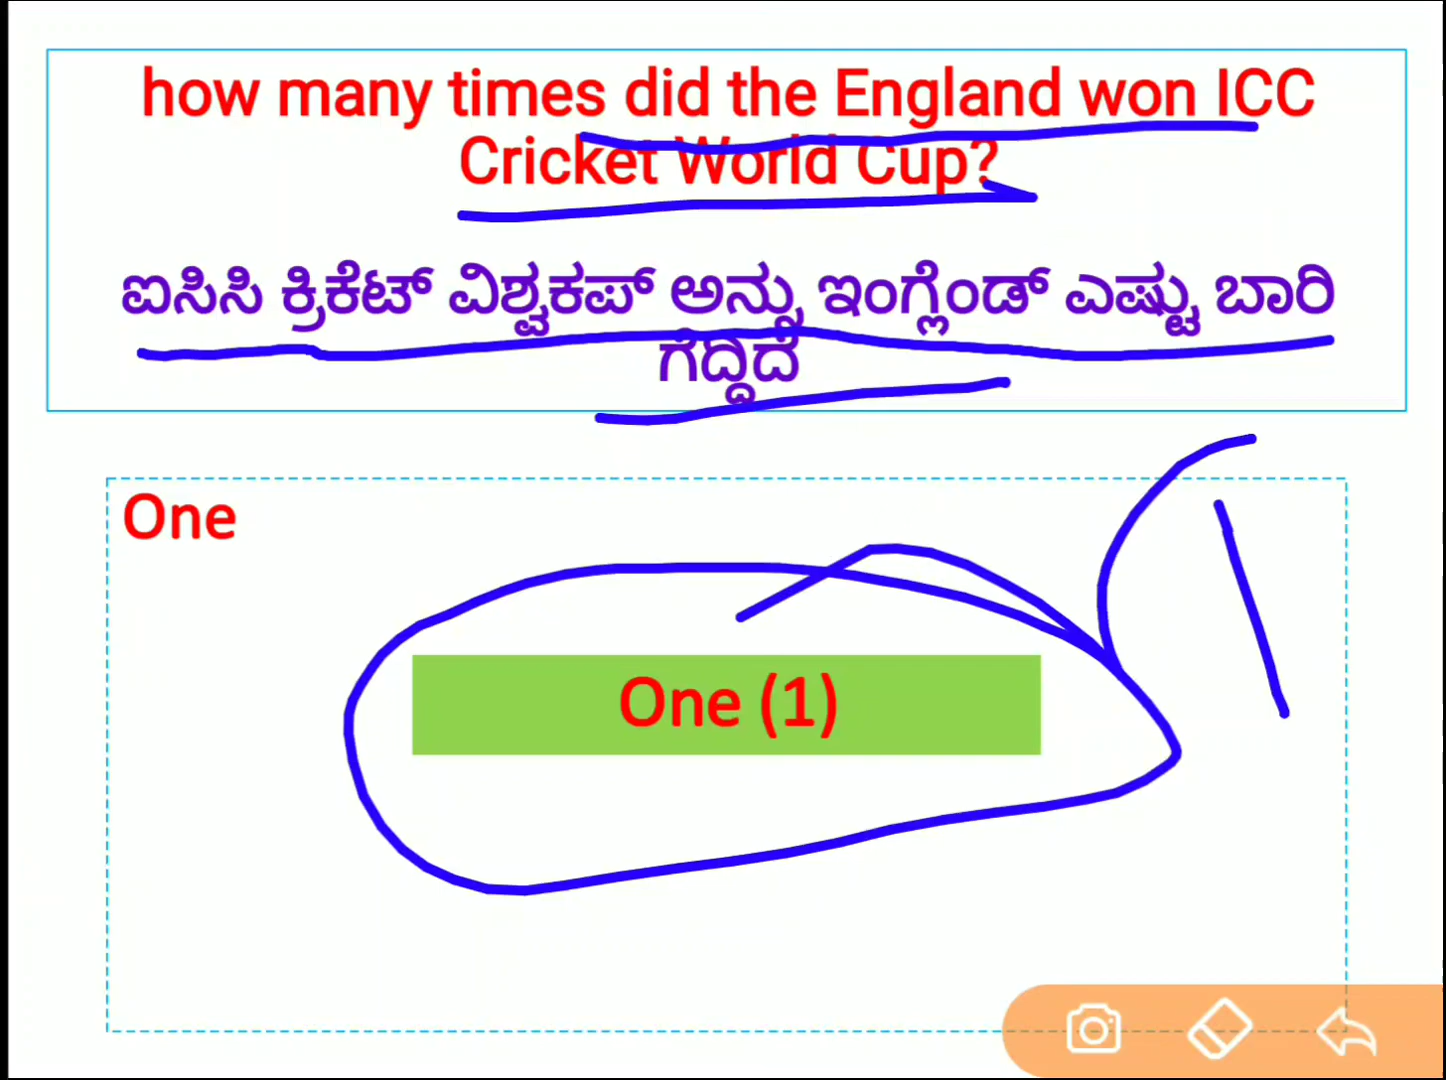 how many times did the England won ICC
Cricket World Cup?
ಐಸಿಸಿ ಕ್ರಿಕೆಟ್ ವಿಶ್ವಕಪ್ ಅನ್ನು ಇಂಗ್ಲೆಂಡ್ ಎಷ್ಟು ಬಾರಿ
ಗೆದ್ದಿದೆ
One
One (1)